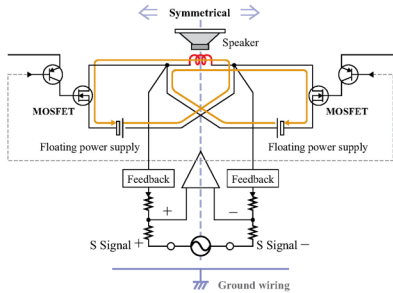 Symmetrical
Speaker
MOSFET
MOSFET
Floating power supply
Floating power supply
Feedback
Feedback
+
−
S Signal +
S Signal −
Ground wiring